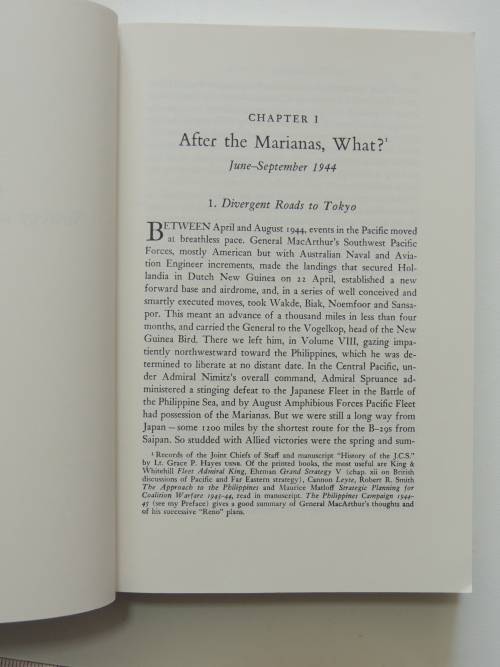 CHAPTER I
After the Marianas, What?¹
June–September 1944
1. Divergent Roads to Tokyo
BETWEEN April and August 1944, events in the Pacific moved
at breathless pace. General MacArthur's Southwest Pacific
Forces, mostly American but with Australian Naval and Avia-
tion Engineer increments, made the landings that secured Hol-
landia in Dutch New Guinea on 22 April, established a new
forward base and airdrome, and, in a series of well conceived and
smartly executed moves, took Wakde, Biak, Noemfoor and Sansa-
por. This meant an advance of a thousand miles in less than four
months, and carried the General to the Vogelkop, head of the New
Guinea Bird. There we left him, in Volume VIII, gazing impa-
tiently northwestward toward the Philippines, which he was de-
termined to liberate at no distant date. In the Central Pacific, un-
der Admiral Nimitz's overall command, Admiral Spruance ad-
ministered a stinging defeat to the Japanese Fleet in the Battle of
the Philippine Sea, and by August Amphibious Forces Pacific Fleet
had possession of the Marianas. But we were still a long way from
Japan – some 1200 miles by the shortest route for the B-29s from
Saipan. So studded with Allied victories were the spring and sum-
¹ Records of the Joint Chiefs of Staff and manuscript "History of the J.C.S."
by Lt. Grace P. Hayes USNR. Of the printed books, the most useful are King &
Whitehill Fleet Admiral King, Ehrman Grand Strategy V (chap. xii on British
discussions of Pacific and Far Eastern strategy), Cannon Leyte, Robert R. Smith
The Approach to the Philippines and Maurice Matloff Strategic Planning for
Coalition Warfare 1943-44, read in manuscript. The Philippines Campaign 1944-
45 (see my Preface) gives a good summary of General MacArthur's thoughts and
of his successive "Reno" plans.